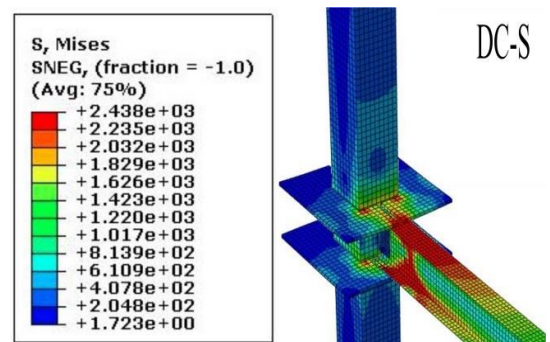 S, Mises
SNEG, (fraction = -1.0)
(Avg: 75%)
+2.438e+03
+2.235e+03
+2.032e+03
+1.829e+03
+1.626e+03
+1.423e+03
+1.220e+03
+1.017e+03
+8.139e+02
+6.109e+02
+4.078e+02
+2.048e+02
+1.723e+00
DC-S